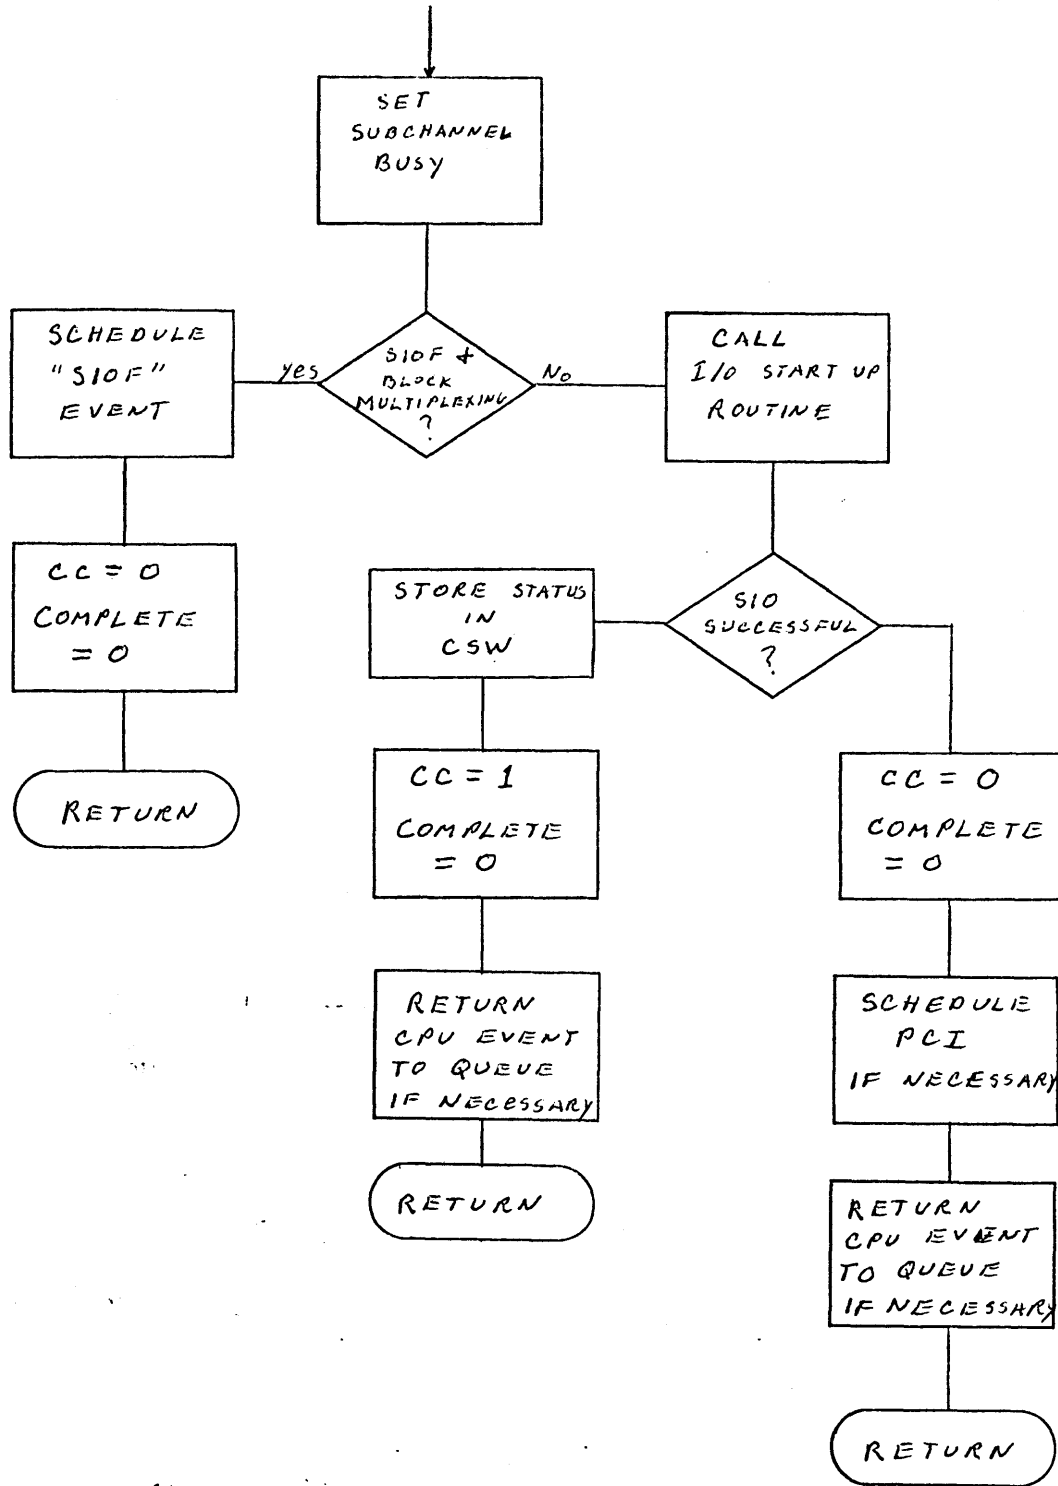 SET
SUBCHANNEL
BUSY
SIOF &
BLOCK
MULTIPLEXING
?
yes
No
SCHEDULE
"SIOF"
EVENT
CC = 0
COMPLETE
= 0
RETURN
CALL
I/O START UP
ROUTINE
SIO
SUCCESSFUL
?
STORE STATUS
IN
CSW
CC = 1
COMPLETE
= 0
RETURN
CPU EVENT
TO QUEUE
IF NECESSARY
RETURN
CC = 0
COMPLETE
= 0
SCHEDULE
PCI
IF NECESSARY
RETURN
CPU EVENT
TO QUEUE
IF NECESSARY
RETURN